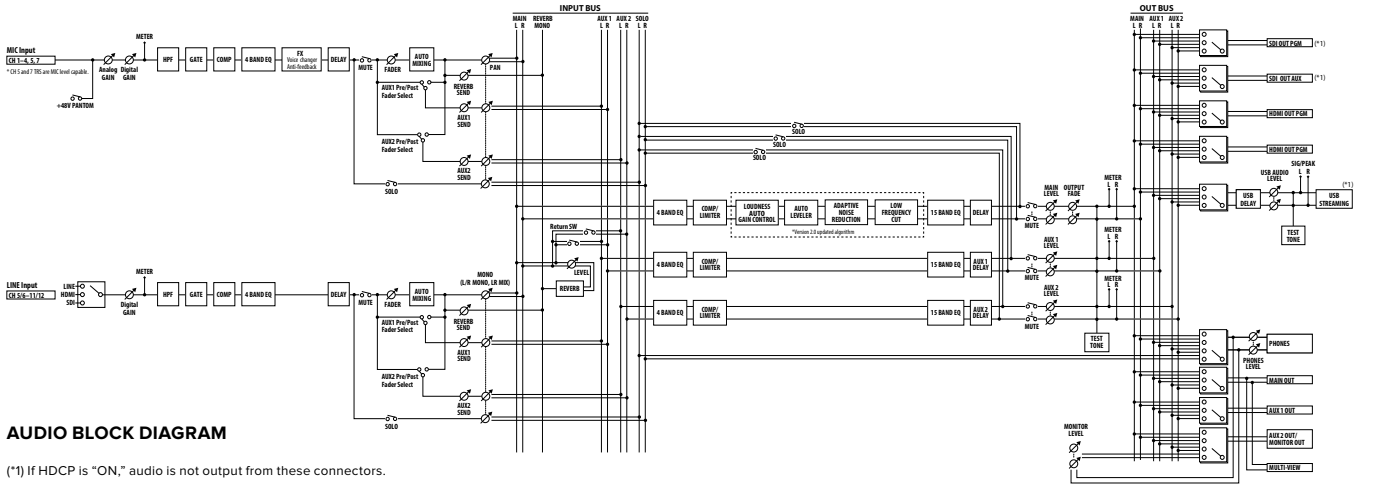 INPUT BUS
MAIN
L R
REVERB
MONO
AUX 1
L R
AUX 2
L R
SOLO
L R
OUT BUS
MAIN
L R
AUX 1
L R
AUX 2
L R
MIC Input
CH 1–4, 5, 7
* CH 5 and 7 TRS are MIC level capable.
+48V PANTOM
Analog
GAIN
Digital
GAIN
METER
HPF
GATE
COMP
4 BAND EQ
FX
Voice changer
Anti-feedback
DELAY
MUTE
FADER
AUTO
MIXING
PAN
REVERB
SEND
AUX1 Pre/Post
Fader Select
AUX1
SEND
AUX2 Pre/Post
Fader Select
AUX2
SEND
SOLO
SOLO
SOLO
SOLO
4 BAND EQ
COMP/
LIMITER
LOUDNESS
AUTO
GAIN CONTROL
AUTO
LEVELER
ADAPTIVE
NOISE
REDUCTION
LOW
FREQUENCY
CUT
*Version 2.0 updated algorithm
15 BAND EQ
DELAY
MUTE
MAIN
LEVEL
OUTPUT
FADE
METER
L R
Return SW
LEVEL
REVERB
4 BAND EQ
COMP/
LIMITER
15 BAND EQ
AUX 1
DELAY
MUTE
AUX 1
LEVEL
METER
L R
4 BAND EQ
COMP/
LIMITER
15 BAND EQ
AUX 2
DELAY
MUTE
AUX 2
LEVEL
METER
L R
TEST
TONE
LINE Input
CH 5/6–11/12
LINE
HDMI
SDI
Digital
GAIN
METER
HPF
GATE
COMP
4 BAND EQ
DELAY
MUTE
FADER
AUTO
MIXING
MONO
(L/R MONO, LR MIX)
REVERB
SEND
AUX1 Pre/Post
Fader Select
AUX1
SEND
AUX2 Pre/Post
Fader Select
AUX2
SEND
SOLO
SDI OUT PGM (*1)
SDI OUT AUX (*1)
HDMI OUT PGM
HDMI OUT PGM
USB
DELAY
USB AUDIO
LEVEL
SIG/PEAK
L R
(*1)
USB
STREAMING
TEST
TONE
PHONES
PHONES
LEVEL
MAIN OUT
AUX 1 OUT
AUX 2 OUT/
MONITOR OUT
MULTI-VIEW
MONITOR
LEVEL
AUDIO BLOCK DIAGRAM
(*1) If HDCP is “ON,” audio is not output from these connectors.